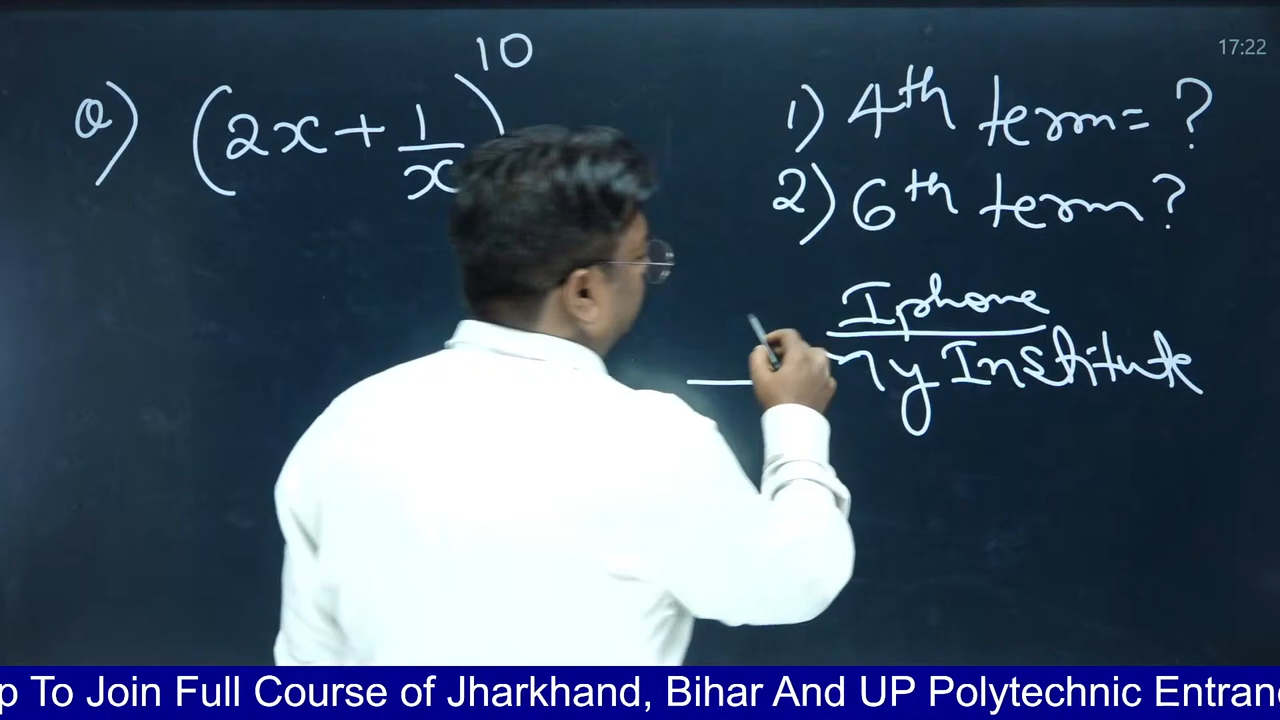 Q) (2x + 1/x)^10
1) 4th term = ?
2) 6th term ?
Iphone
My Institute
17:22
p To Join Full Course of Jharkhand, Bihar And UP Polytechnic Entranc